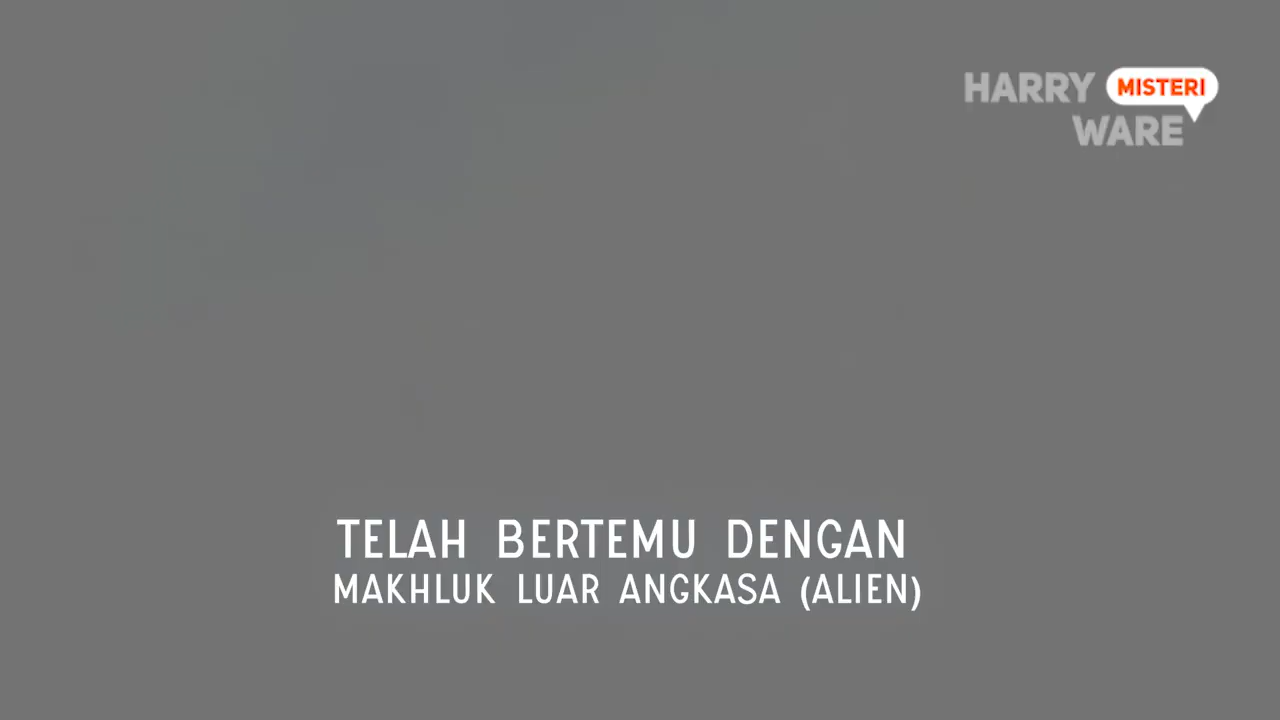 HARRY MISTERI
WARE
TELAH BERTEMU DENGAN
MAKHLUK LUAR ANGKASA (ALIEN)